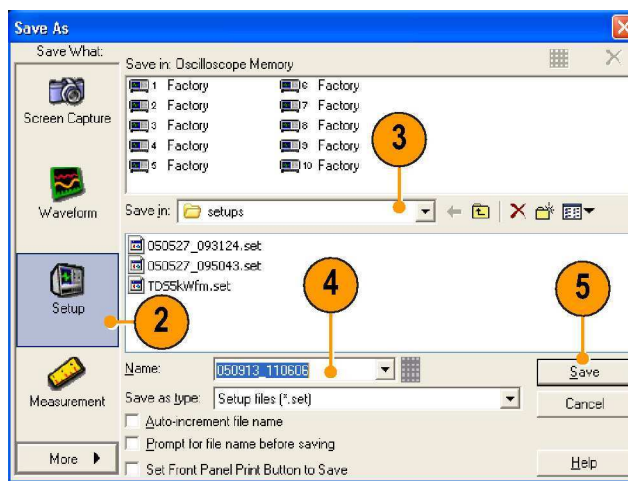 Save As
Save What:
Save in: Oscilloscope Memory
1 Factory
2 Factory
3 Factory
4 Factory
5 Factory
6 Factory
7 Factory
8 Factory
9 Factory
10 Factory
Screen Capture
Waveform
Setup
Measurement
More
3
Save in: setups
050527_093124.set
050527_095043.set
TDS5kWfm.set
2
4
5
Name: 050913_110606
Save as type: Setup files (*.set)
Auto-increment file name
Prompt for file name before saving
Set Front Panel Print Button to Save
Save
Cancel
Help